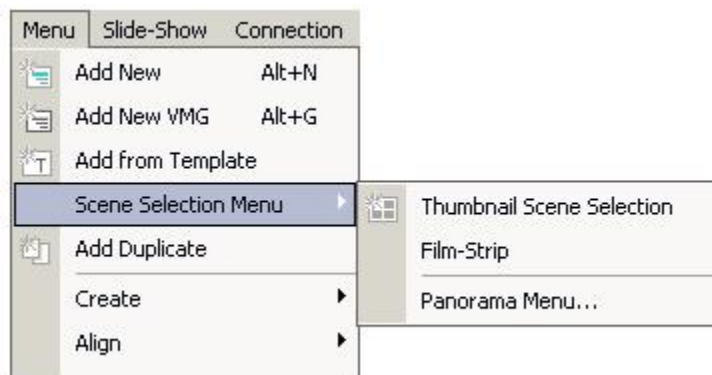 Menu Slide-Show Connection
Add New Alt+N
Add New VMG Alt+G
Add from Template
Scene Selection Menu
Add Duplicate
Create
Align
Thumbnail Scene Selection
Film-Strip
Panorama Menu...